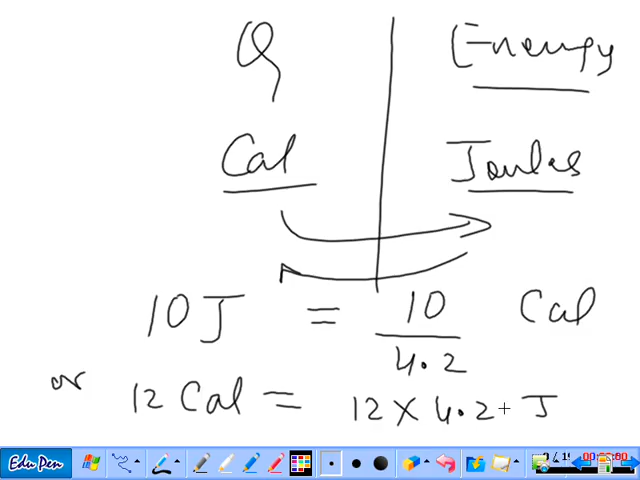 Q Energy
Cal Joules
10 J = 10/4.2 Cal
or 12 Cal = 12 × 4.2 J
Edu Pen